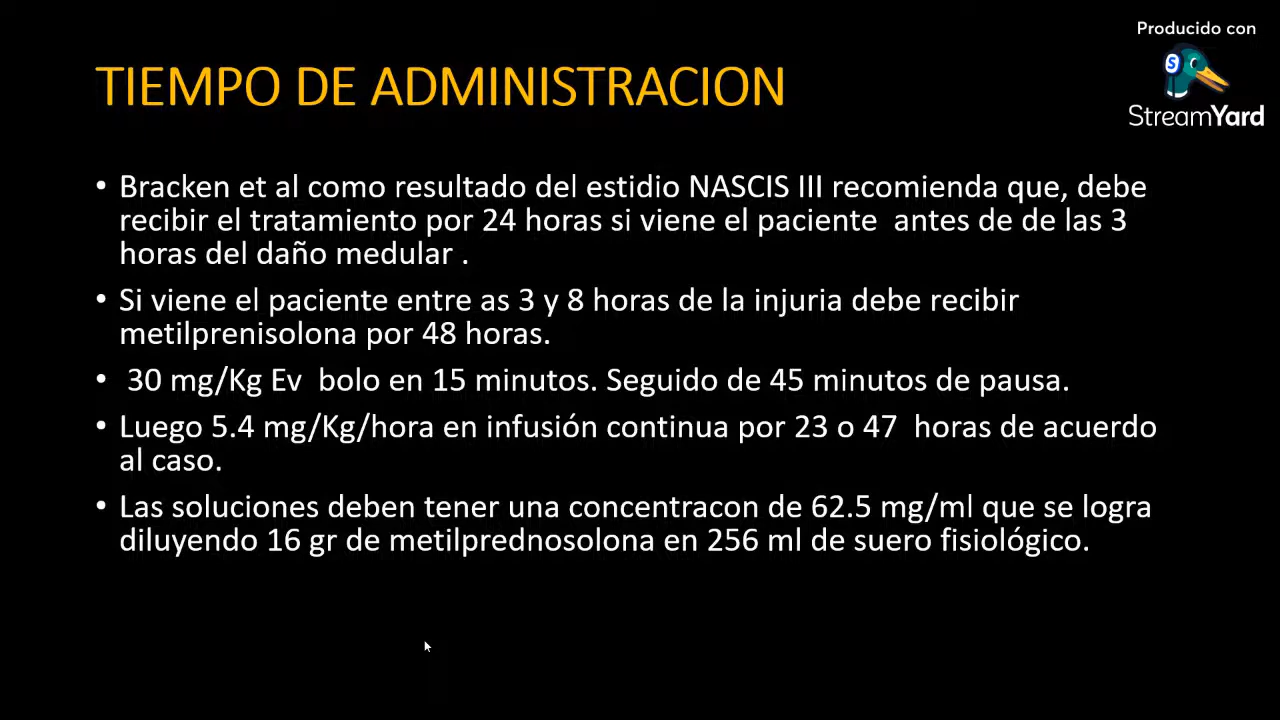 Producido con
StreamYard
TIEMPO DE ADMINISTRACION
• Bracken et al como resultado del estidio NASCIS III recomienda que, debe
recibir el tratamiento por 24 horas si viene el paciente antes de de las 3
horas del daño medular .
• Si viene el paciente entre as 3 y 8 horas de la injuria debe recibir
metilprenisolona por 48 horas.
• 30 mg/Kg Ev bolo en 15 minutos. Seguido de 45 minutos de pausa.
• Luego 5.4 mg/Kg/hora en infusión continua por 23 o 47 horas de acuerdo
al caso.
• Las soluciones deben tener una concentracon de 62.5 mg/ml que se logra
diluyendo 16 gr de metilprednosolona en 256 ml de suero fisiológico.